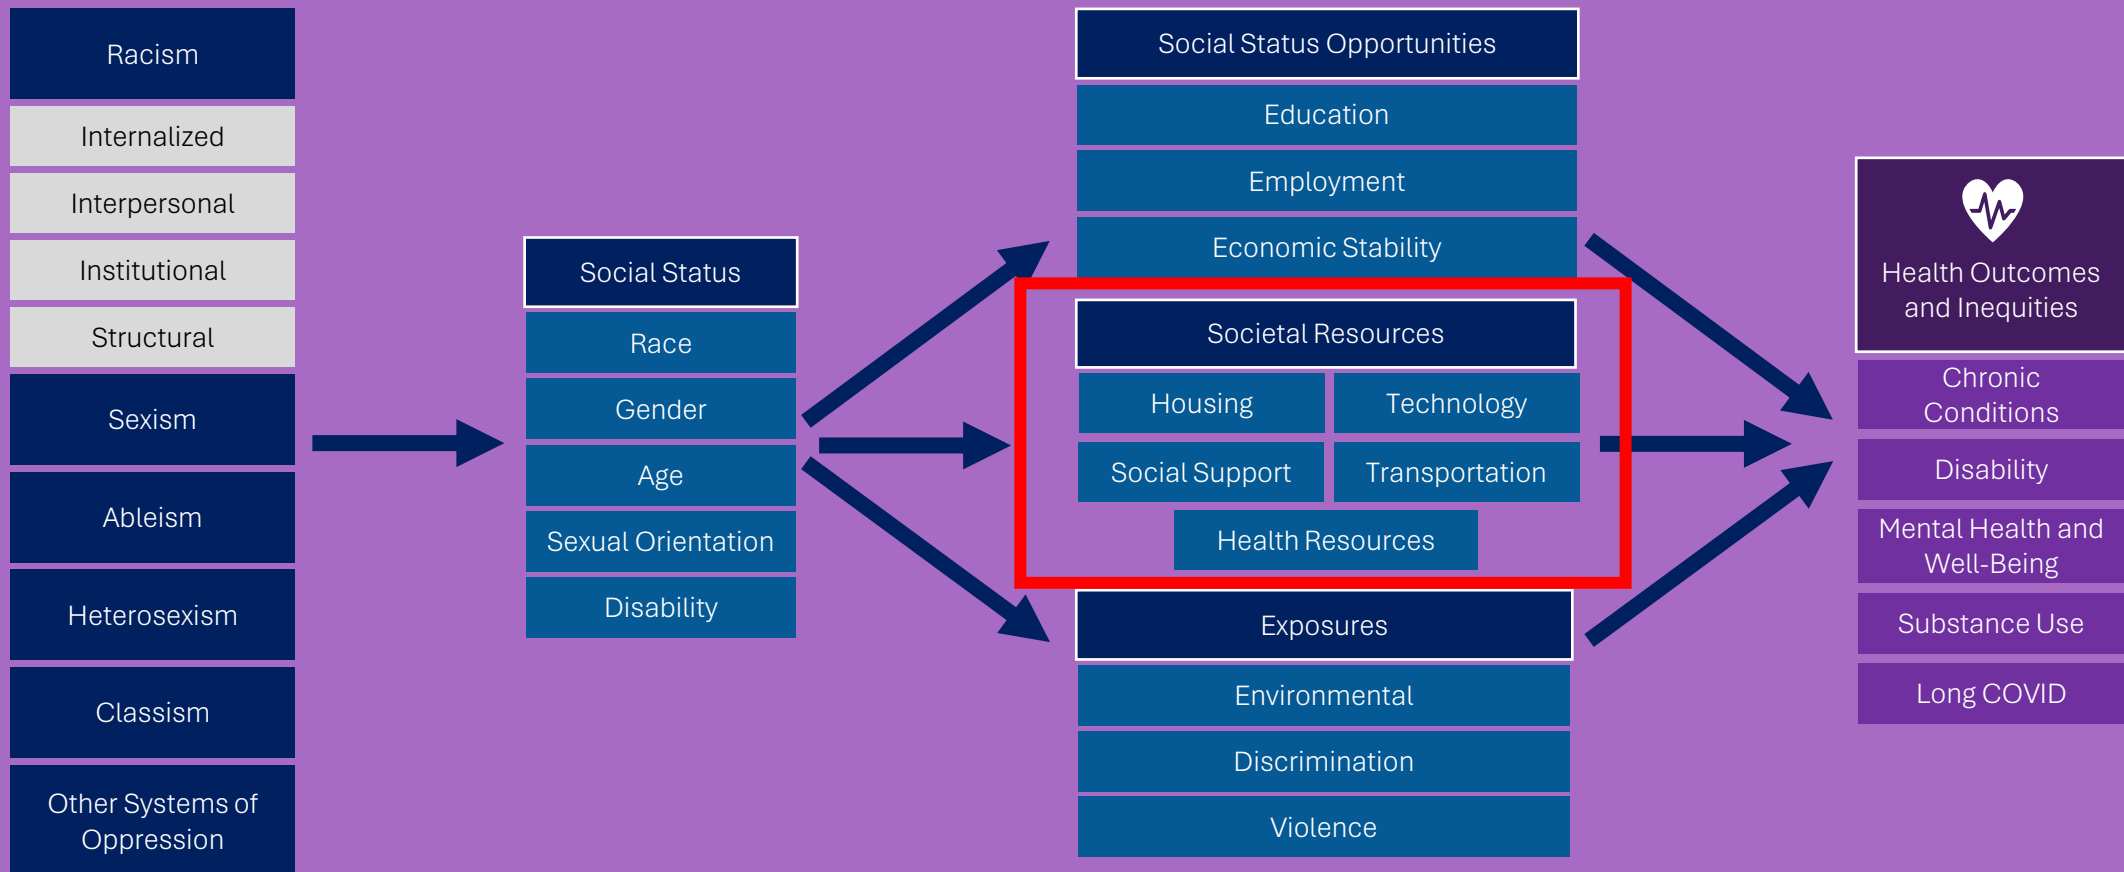 Racism
Internalized
Interpersonal
Institutional
Structural
Sexism
Ableism
Heterosexism
Classism
Other Systems of
Oppression
Social Status
Race
Gender
Age
Sexual Orientation
Disability
Social Status Opportunities
Education
Employment
Economic Stability
Societal Resources
Housing
Technology
Social Support
Transportation
Health Resources
Exposures
Environmental
Discrimination
Violence
Health Outcomes
and Inequities
Chronic
Conditions
Disability
Mental Health and
Well-Being
Substance Use
Long COVID